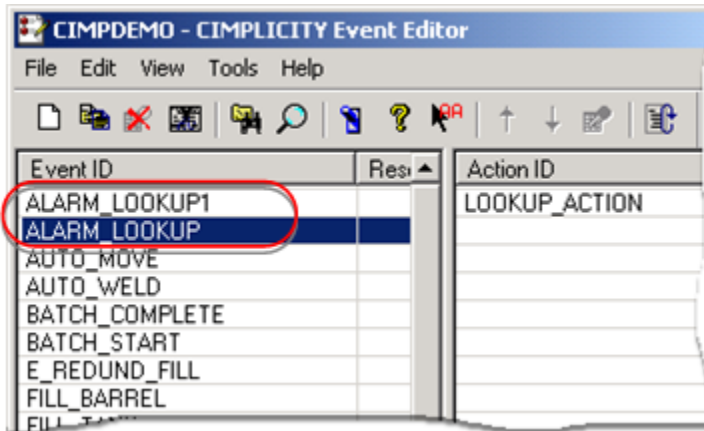 CIMPDEMO - CIMPLICITY Event Editor
File Edit View Tools Help
Event ID Action ID
ALARM_LOOKUP1 LOOKUP_ACTION
ALARM_LOOKUP
AUTO_MOVE
AUTO_WELD
BATCH_COMPLETE
BATCH_START
E_REDUND_FILL
FILL_BARREL